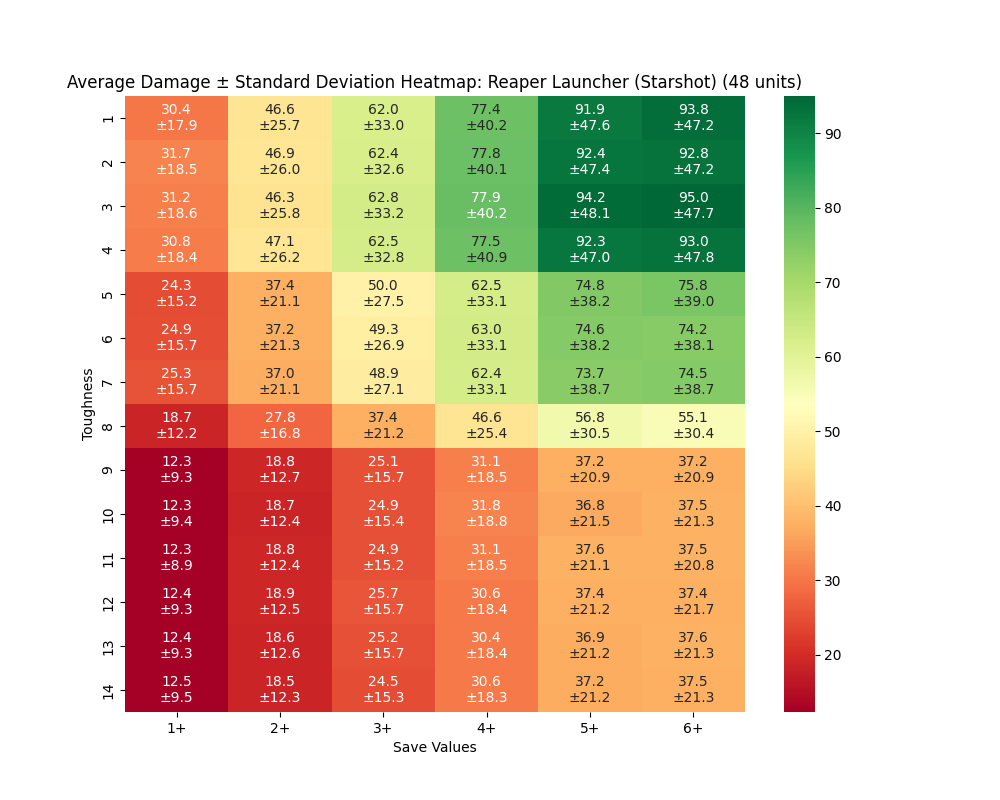 Average Damage ± Standard Deviation Heatmap: Reaper Launcher (Starshot) (48 units)
1 30.4 46.6 62.0 77.4 91.9 93.8
±17.9 ±25.7 ±33.0 ±40.2 ±47.6 ±47.2
2 31.7 46.9 62.4 77.8 92.4 92.8
±18.5 ±26.0 ±32.6 ±40.1 ±47.4 ±47.2
3 31.2 46.3 62.8 77.9 94.2 95.0
±18.6 ±25.8 ±33.2 ±40.2 ±48.1 ±47.7
4 30.8 47.1 62.5 77.5 92.3 93.0
±18.4 ±26.2 ±32.8 ±40.9 ±47.0 ±47.8
5 24.3 37.4 50.0 62.5 74.8 75.8
±15.2 ±21.1 ±27.5 ±33.1 ±38.2 ±39.0
6 24.9 37.2 49.3 63.0 74.6 74.2
±15.7 ±21.3 ±26.9 ±33.1 ±38.2 ±38.1
7 25.3 37.0 48.9 62.4 73.7 74.5
±15.7 ±21.1 ±27.1 ±33.1 ±38.7 ±38.7
8 18.7 27.8 37.4 46.6 56.8 55.1
±12.2 ±16.8 ±21.2 ±25.4 ±30.5 ±30.4
9 12.3 18.8 25.1 31.1 37.2 37.2
±9.3 ±12.7 ±15.7 ±18.5 ±20.9 ±20.9
10 12.3 18.7 24.9 31.8 36.8 37.5
±9.4 ±12.4 ±15.4 ±18.8 ±21.5 ±21.3
11 12.3 18.8 24.9 31.1 37.6 37.5
±8.9 ±12.4 ±15.2 ±18.5 ±21.1 ±20.8
12 12.4 18.9 25.7 30.6 37.4 37.4
±9.3 ±12.5 ±15.7 ±18.4 ±21.2 ±21.7
13 12.4 18.6 25.2 30.4 36.9 37.6
±9.3 ±12.6 ±15.7 ±18.4 ±21.2 ±21.3
14 12.5 18.5 24.5 30.6 37.2 37.5
±9.5 ±12.3 ±15.3 ±18.3 ±21.2 ±21.3
1+ 2+ 3+ 4+ 5+ 6+
Save Values
Toughness
90
80
70
60
50
40
30
20